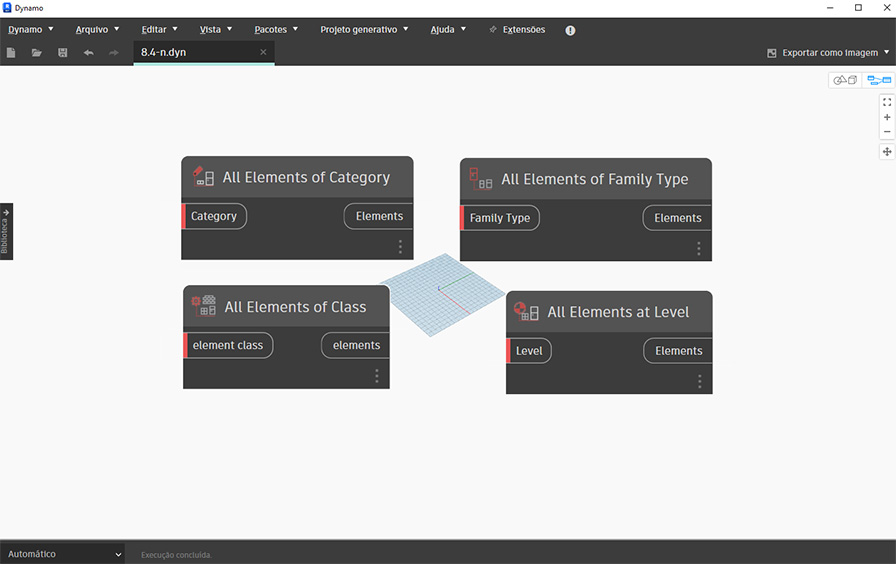 Dynamo
Dynamo Arquivo Editar Vista Pacotes Projeto generativo Ajuda Extensões
8.4-n.dyn
Exportar como Imagem
All Elements of Category
Category Elements
All Elements of Family Type
Family Type Elements
Biblioteca
All Elements of Class
element class elements
All Elements at Level
Level Elements
Automático
Execução concluída.